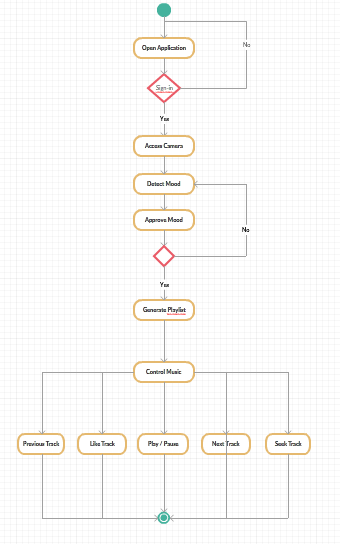 No
Open Application
Sign-in
Yes
Access Camera
Detect Mood
Approve Mood
No
Yes
Generate Playlist
Control Music
Previous Track
Like Track
Play / Pause
Next Track
Seek Track